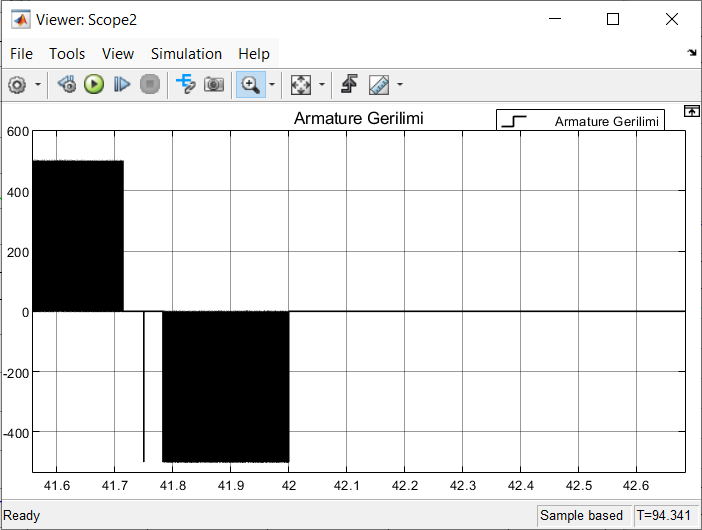 Viewer: Scope2
File Tools View Simulation Help
Armature Gerilimi
Armature Gerilimi
600
400
200
0
-200
-400
41.6 41.7 41.8 41.9 42 42.1 42.2 42.3 42.4 42.5 42.6
Ready Sample based T=94.341